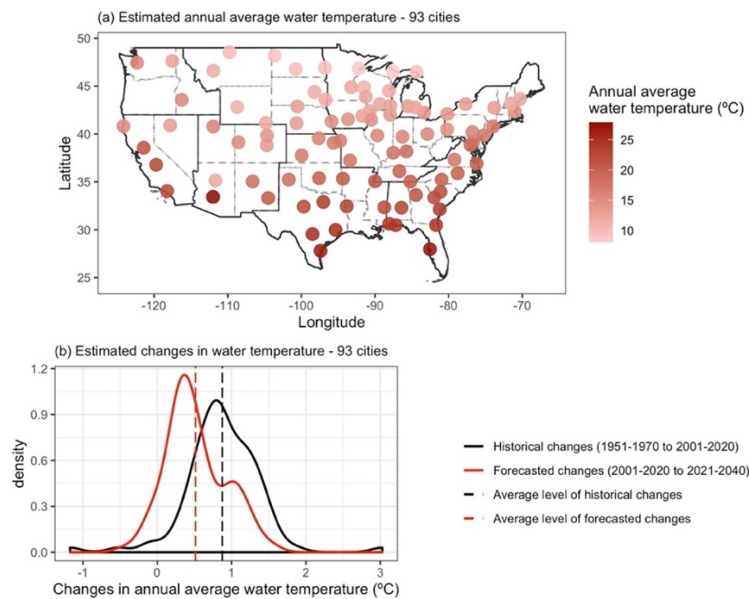 (a) Estimated annual average water temperature - 93 cities
50
45
40
35
30
25
Latitude
-120
-110
-100
-90
-80
-70
Longitude
Annual average
water temperature (ºC)
25
20
15
10
(b) Estimated changes in water temperature - 93 cities
1.2
0.9
0.6
0.3
0.0
density
-1
0
1
2
3
Changes in annual average water temperature (ºC)
Historical changes (1951-1970 to 2001-2020)
Forecasted changes (2001-2020 to 2021-2040)
Average level of historical changes
Average level of forecasted changes